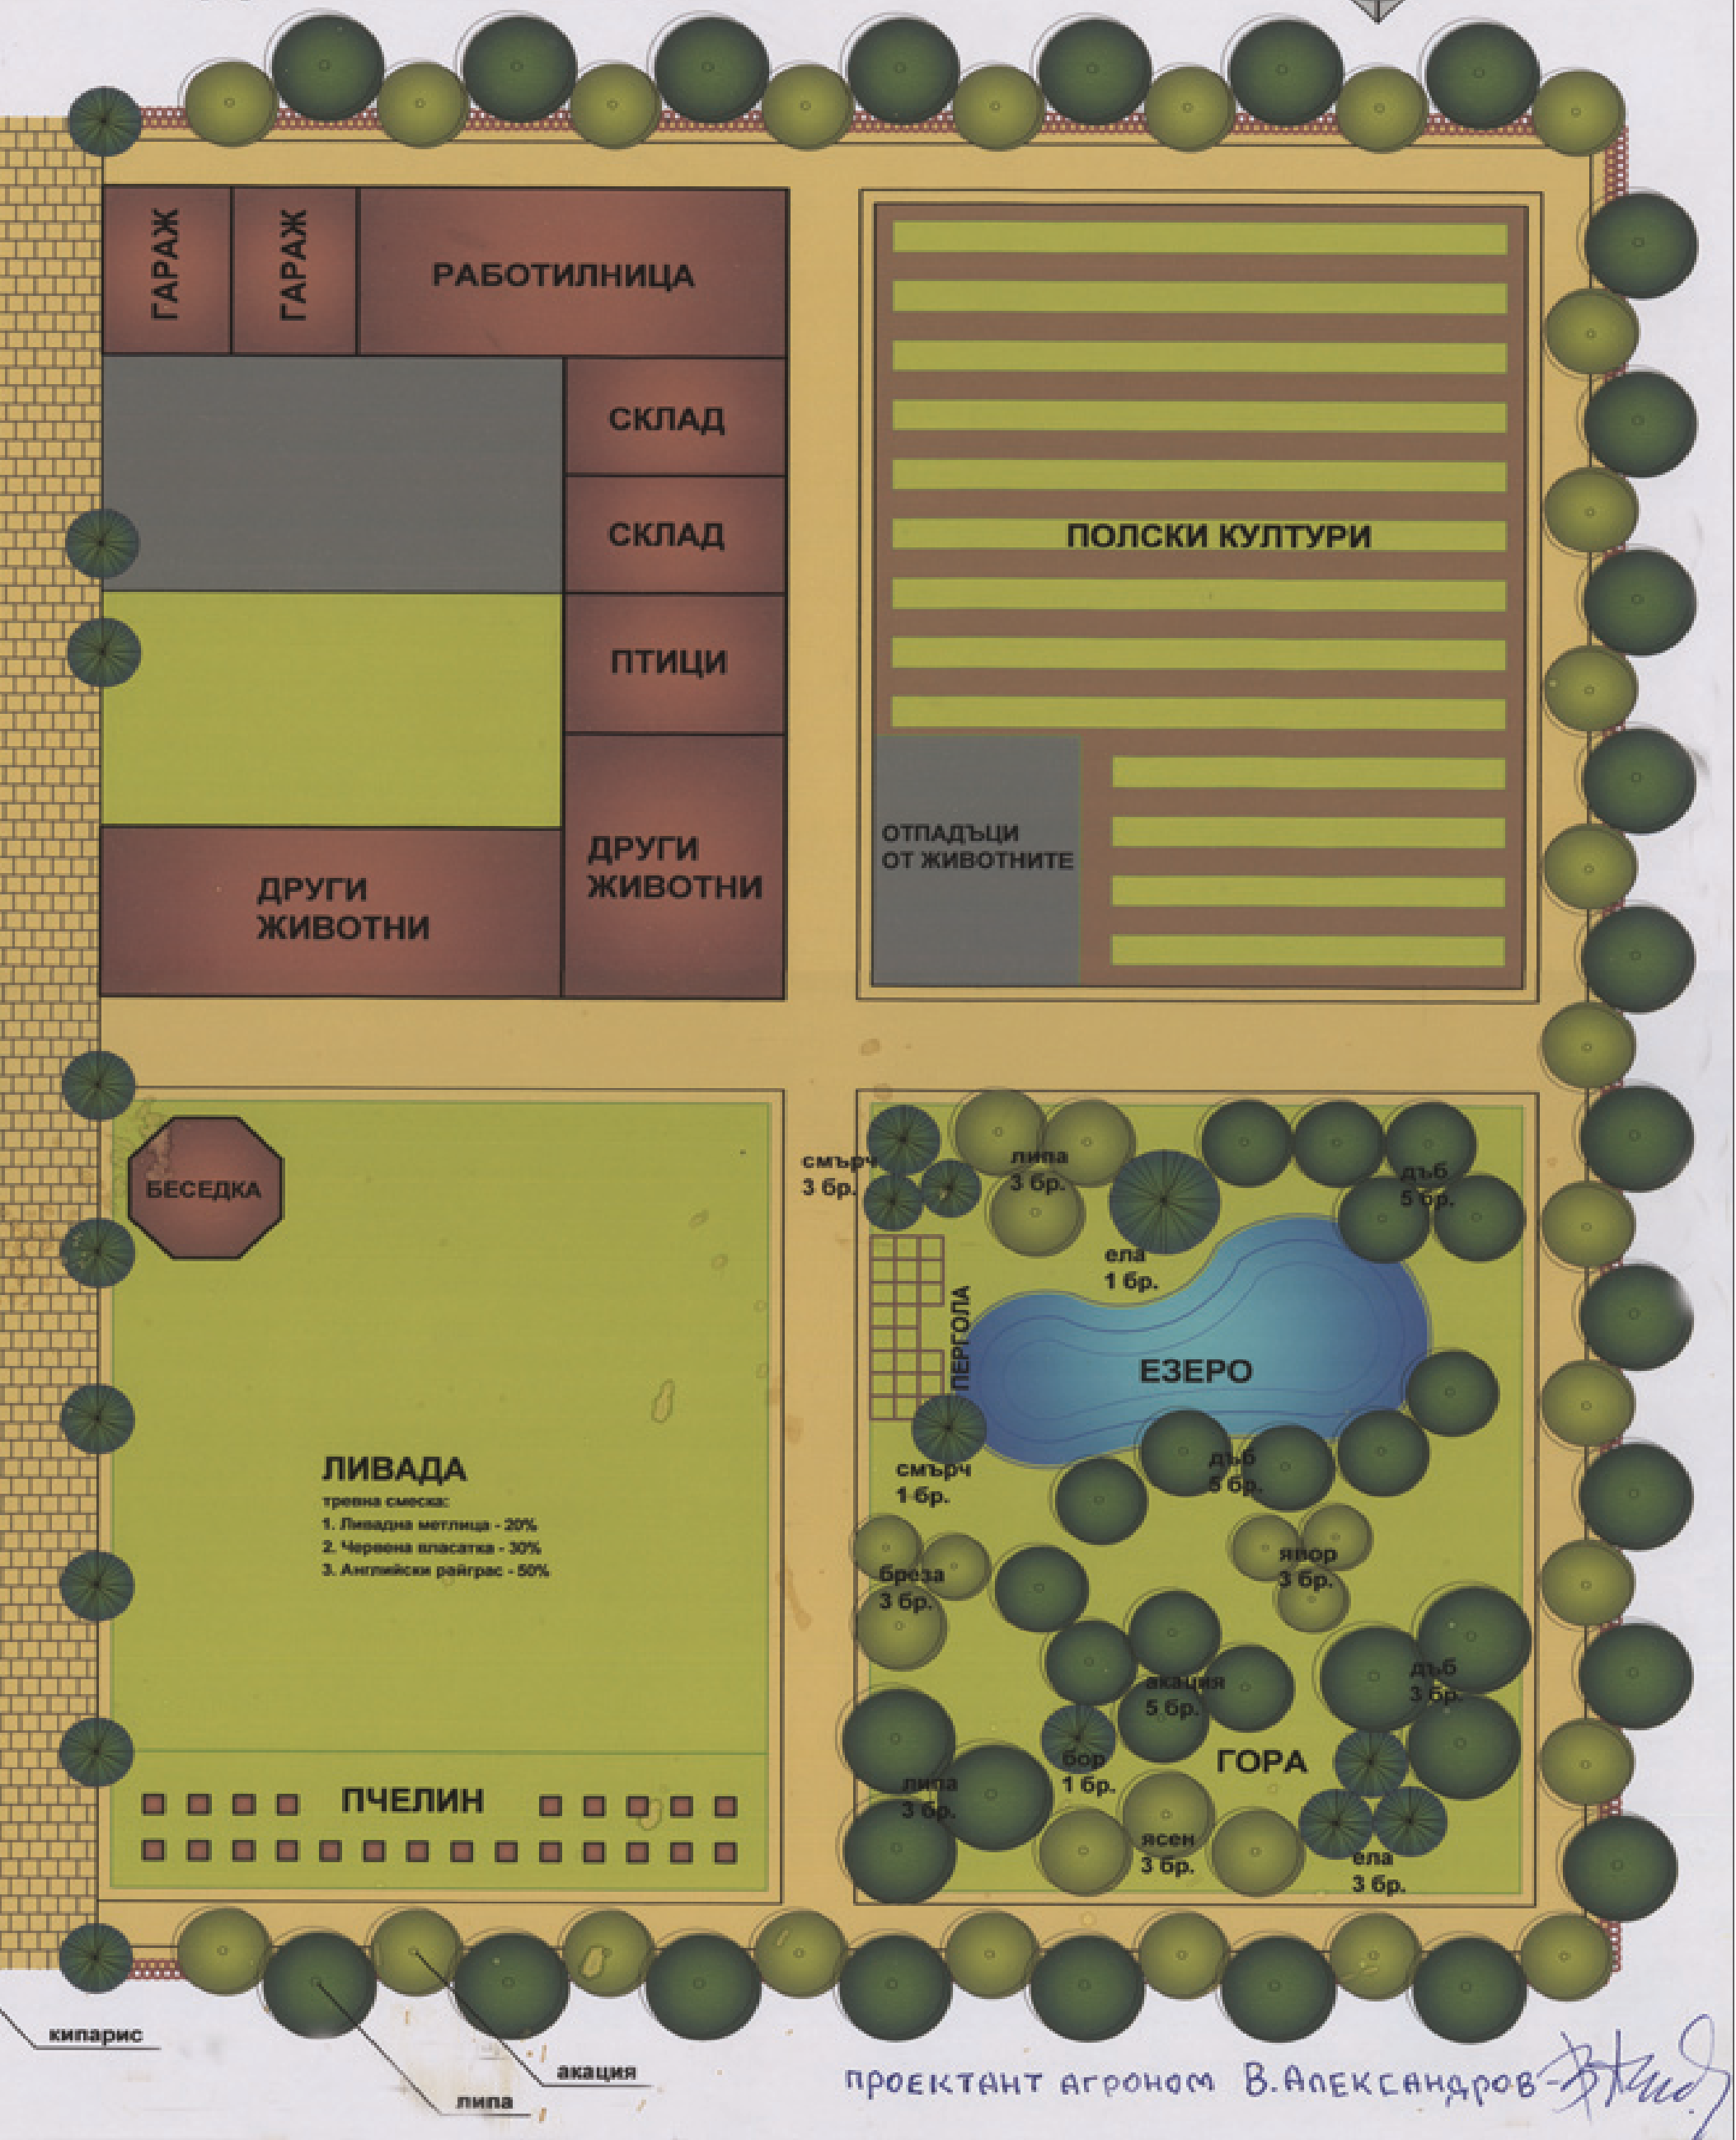 ГАРАЖ
ГАРАЖ
РАБОТИЛНИЦА
СКЛАД
СКЛАД
ПТИЦИ
ДРУГИ
ЖИВОТНИ
ДРУГИ
ЖИВОТНИ
ПОЛСКИ КУЛТУРИ
ОТПАДЪЦИ
ОТ ЖИВОТНИТЕ
БЕСЕДКА
ЛИВАДА
тревна смеска:
1. Ливадна метлица - 20%
2. Червена власатка - 30%
3. Английски райграс - 50%
ПЧЕЛИН
смърч
3 бр.
липа
3 бр.
дъб
5 бр.
ела
1 бр.
ПЕРГОЛА
ЕЗЕРО
смърч
1 бр.
дъб
5 бр.
бреза
3 бр.
явор
3 бр.
акация
5 бр.
дъб
3 бр.
бор
1 бр.
ГОРА
липа
3 бр.
ясен
3 бр.
ела
3 бр.
кипарис
акация
липа
проектант агроном В.Александров